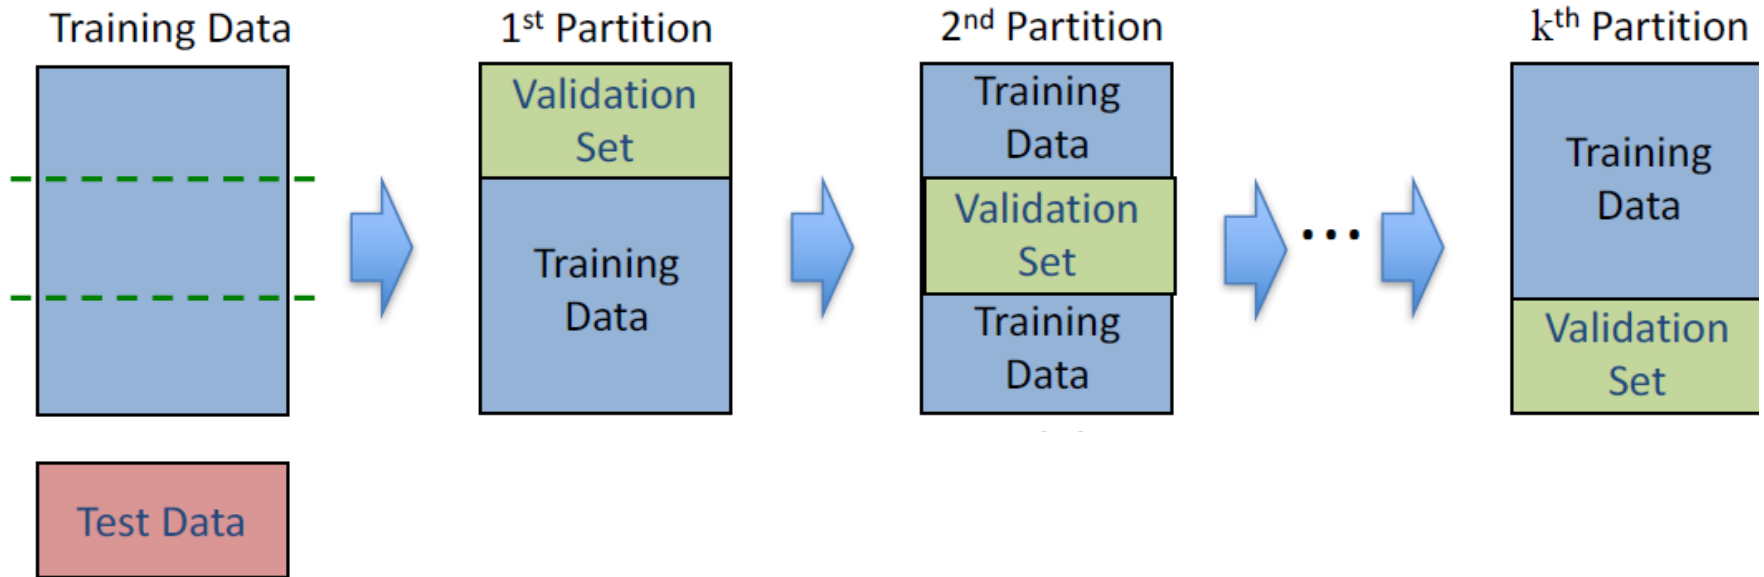 Training Data
1st Partition
2nd Partition
kth Partition
Validation
Set
Training
Data
Training
Data
Validation
Set
Training
Data
...
Training
Data
Validation
Set
Test Data